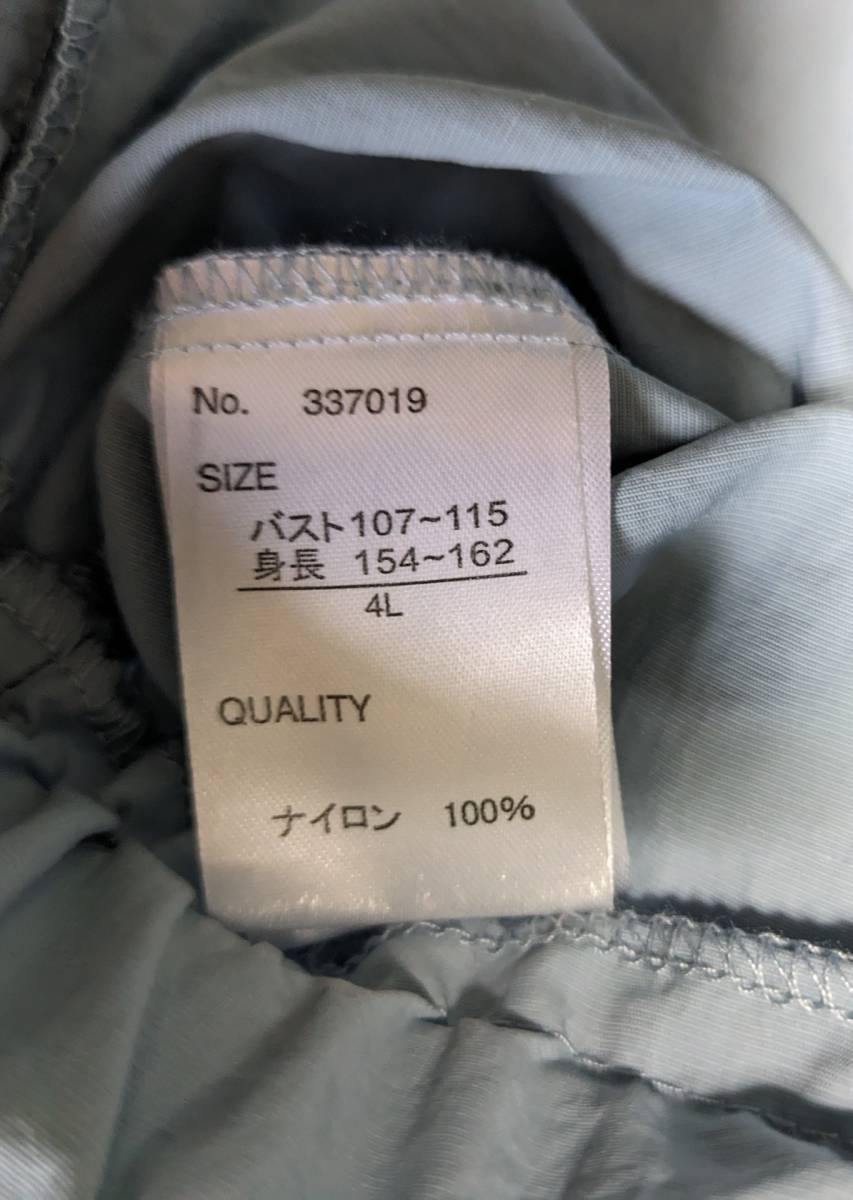 No. 337019
SIZE
バスト107~115
身長 154~162
4L
QUALITY
ナイロン 100%